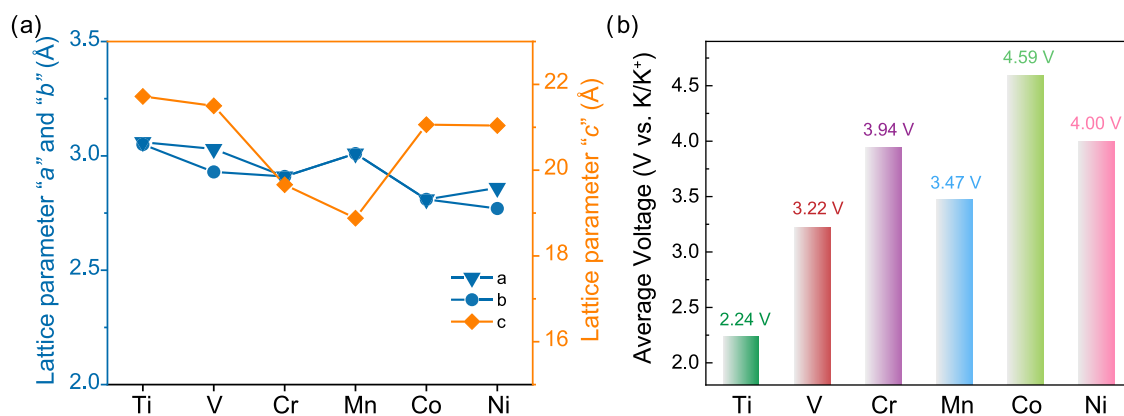 (a)
3.5
3.0
2.5
2.0
Lattice parameter "a" and "b" (Å)
22
20
18
16
Lattice parameter "c" (Å)
a
b
c
Ti V Cr Mn Co Ni
(b)
4.5
4.0
3.5
3.0
2.5
2.0
Average Voltage (V vs. K/K⁺)
2.24 V
3.22 V
3.94 V
3.47 V
4.59 V
4.00 V
Ti V Cr Mn Co Ni